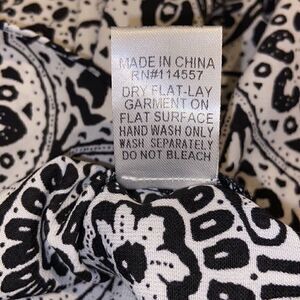 MADE IN CHINA
RN#114557
DRY FLAT-LAY
GARMENT ON
FLAT SURFACE
HAND WASH ONLY
WASH SEPARATELY
DO NOT BLEACH